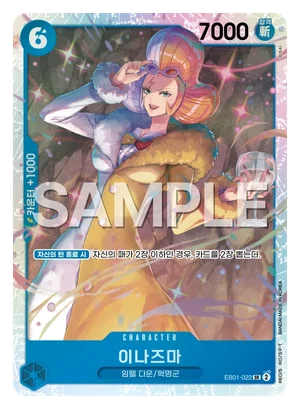 6
7000
참격
斬
카운터 +1000
SAMPLE
자신의 턴 종료 시 자신의 패가 2장 이하인 경우, 카드를 2장 뽑는다.
CHARACTER
이나즈마
임펠 다운/혁명군
EB01-022 SR 2